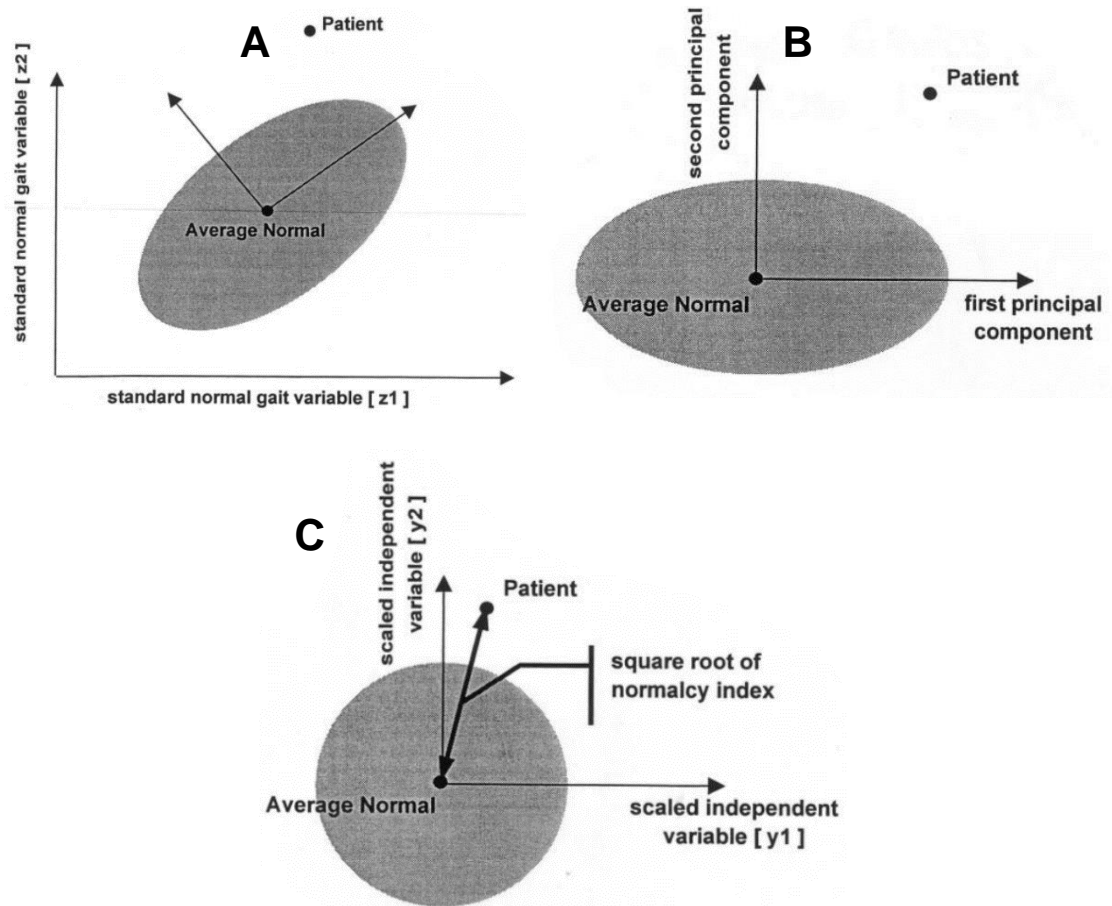 A
Patient
standard normal gait variable [ z2 ]
Average Normal
standard normal gait variable [ z1 ]
B
second principal
component
Patient
Average Normal
first principal
component
C
scaled independent
variable [ y2 ]
Patient
square root of
normalcy index
Average Normal
scaled independent
variable [ y1 ]